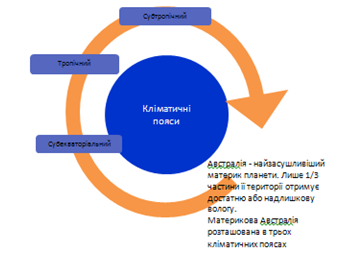 Субтропічний
Тропічний
Кліматичні
пояси
Субекваторіальний
Австралія - найзасушливіший
материк планети. Лише 1/3
частини її території отримує
достатню або надлишкову
вологу.
Материкова Австралія
розташована в трьох
кліматичних поясах